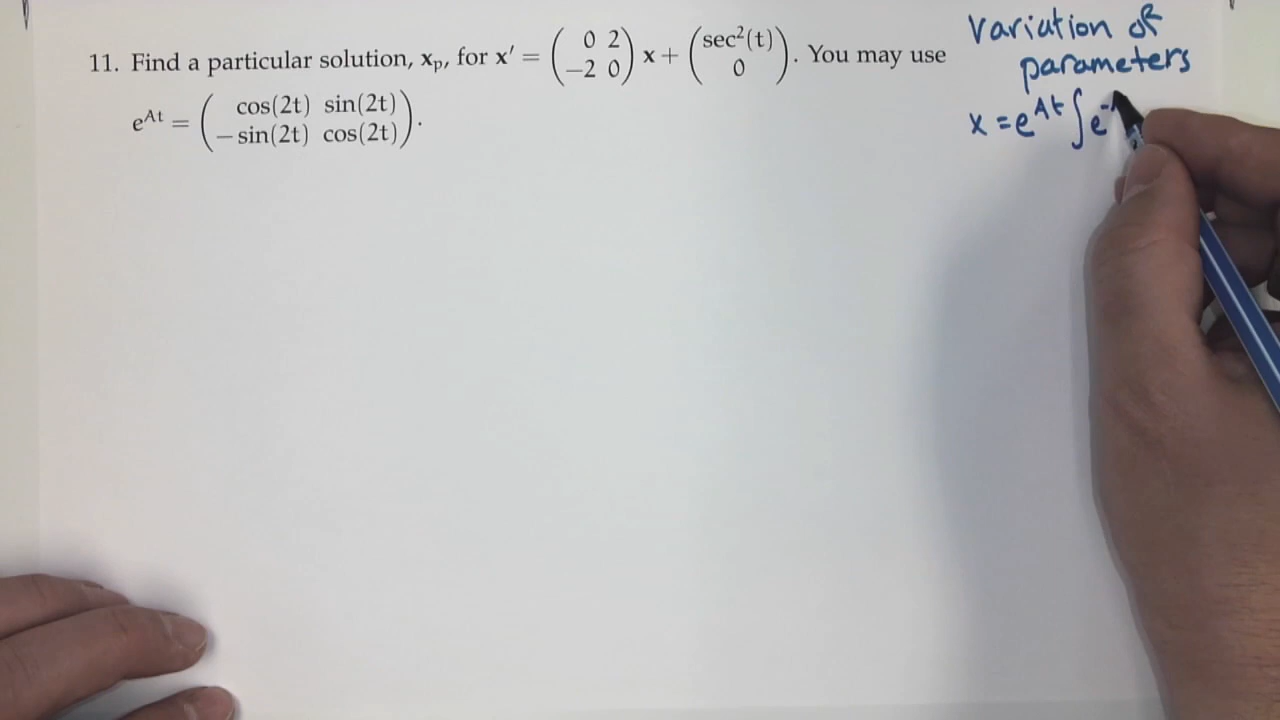 11. Find a particular solution, xₚ, for x′ = ( 0 2 ; −2 0 ) x + ( sec²(t) ; 0 ). You may use
e^{At} = ( cos(2t) sin(2t) ; −sin(2t) cos(2t) ).
Variation of
parameters
x = e^{At} ∫ e^{-